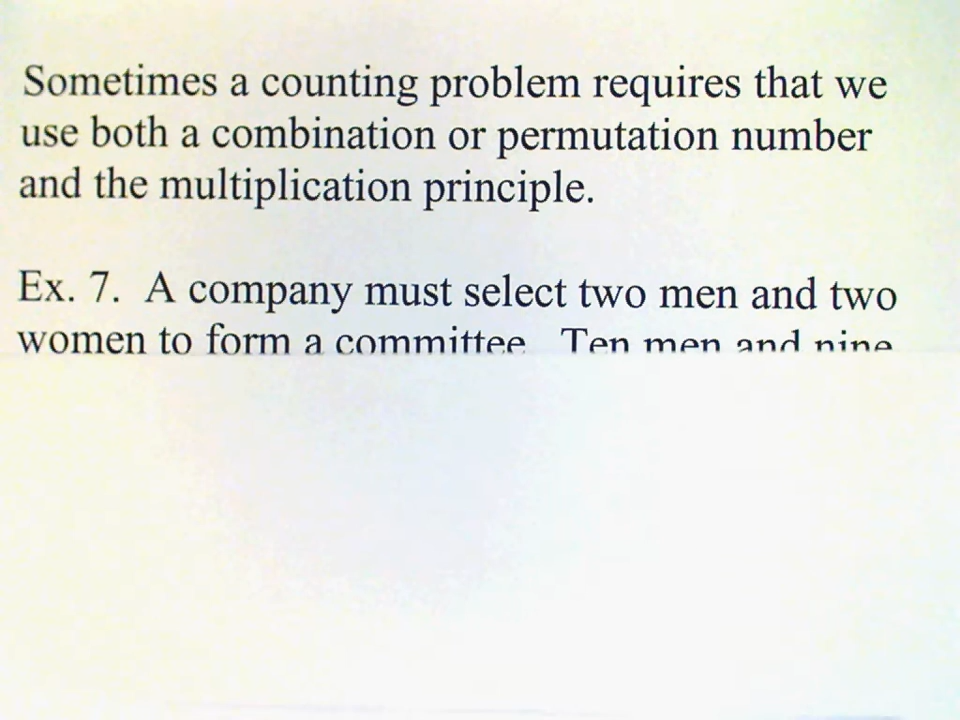 Sometimes a counting problem requires that we
use both a combination or permutation number
and the multiplication principle.
Ex. 7. A company must select two men and two
women to form a committee. Ten men and nine